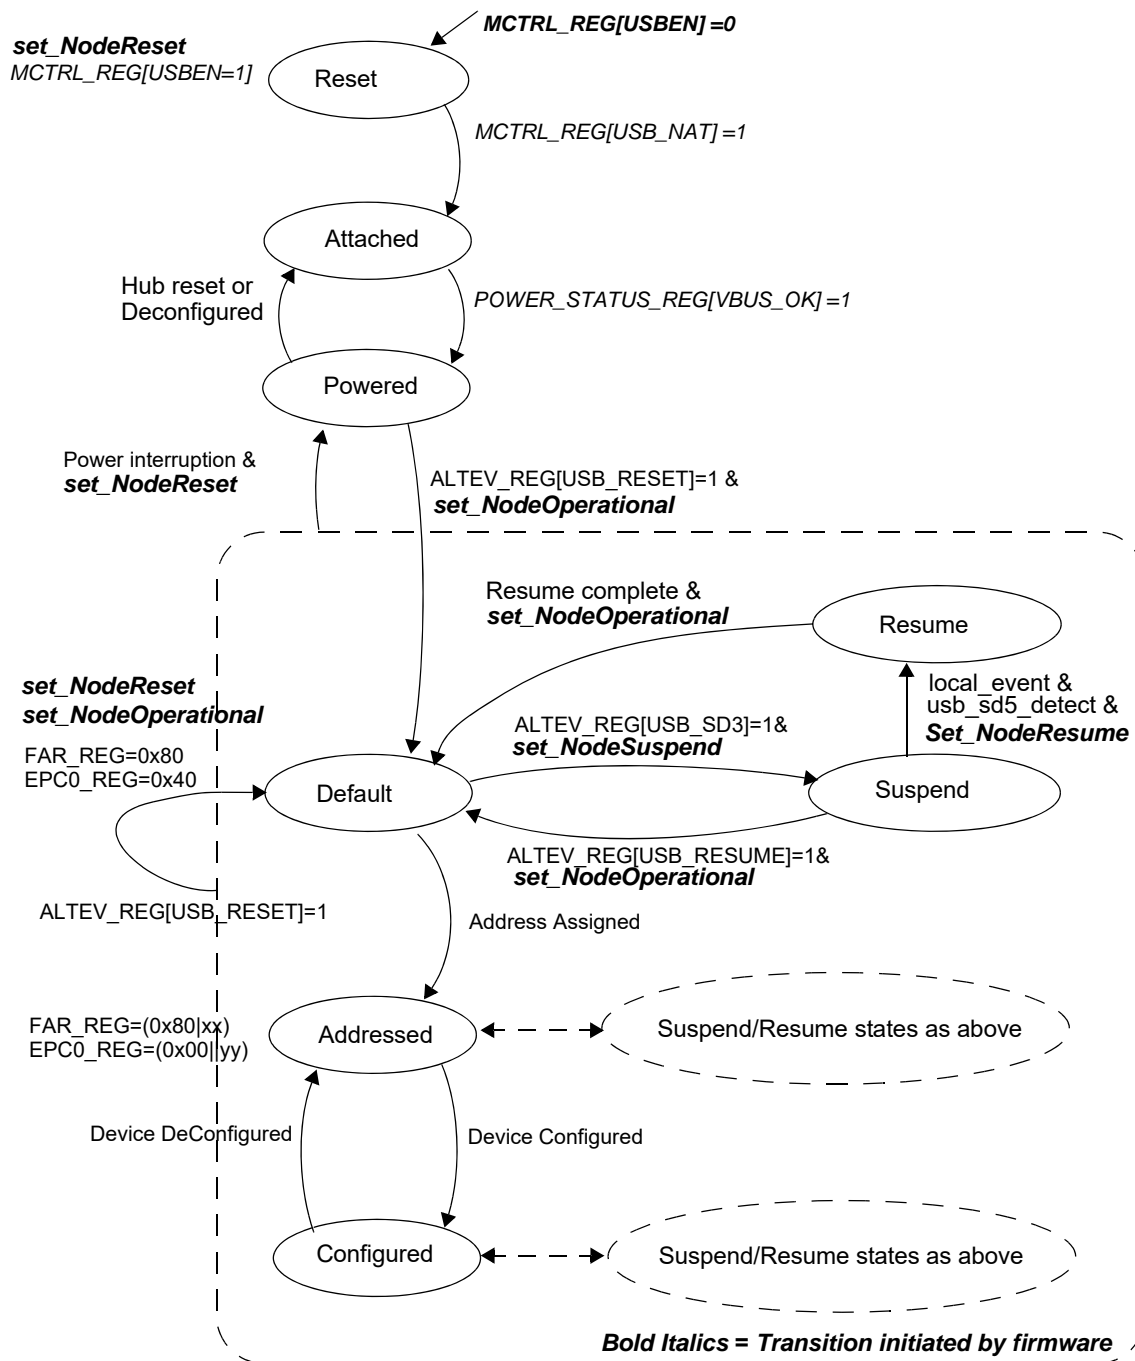 MCTRL_REG[USBEN] =0
set_NodeReset
MCTRL_REG[USBEN=1]
Reset
MCTRL_REG[USB_NAT] =1
Attached
Hub reset or
Deconfigured
POWER_STATUS_REG[VBUS_OK] =1
Powered
Power interruption &
set_NodeReset
ALTEV_REG[USB_RESET]=1 &
set_NodeOperational
Resume complete &
set_NodeOperational
Resume
local_event &
usb_sd5_detect &
Set_NodeResume
set_NodeReset
set_NodeOperational
FAR_REG=0x80
EPC0_REG=0x40
ALTEV_REG[USB_SD3]=1&
set_NodeSuspend
Default
Suspend
ALTEV_REG[USB_RESUME]=1&
set_NodeOperational
ALTEV_REG[USB_RESET]=1
Address Assigned
FAR_REG=(0x80|xx)
EPC0_REG=(0x00||yy)
Addressed
Suspend/Resume states as above
Device DeConfigured
Device Configured
Configured
Suspend/Resume states as above
Bold Italics = Transition initiated by firmware